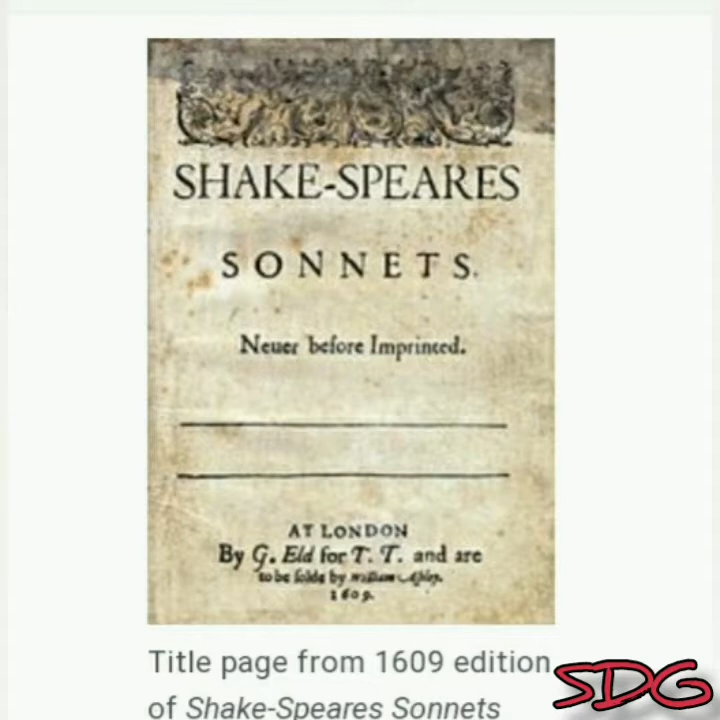 SHAKE-SPEARES
SONNETS.
Neuer before Imprinted.
AT LONDON
By G. Eld for T. T. and are
to be solde by William Aspley.
1609.
Title page from 1609 edition
of Shake-Speares Sonnets
SDG